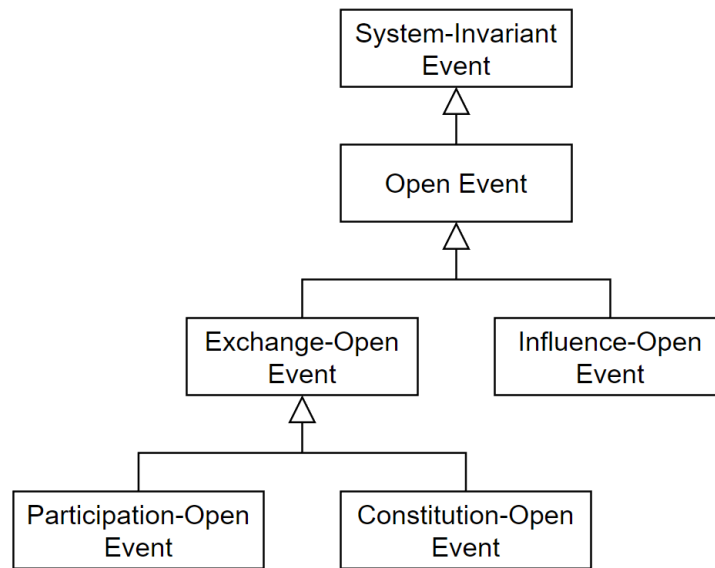 System-Invariant
Event
Open Event
Exchange-Open
Event
Influence-Open
Event
Participation-Open
Event
Constitution-Open
Event